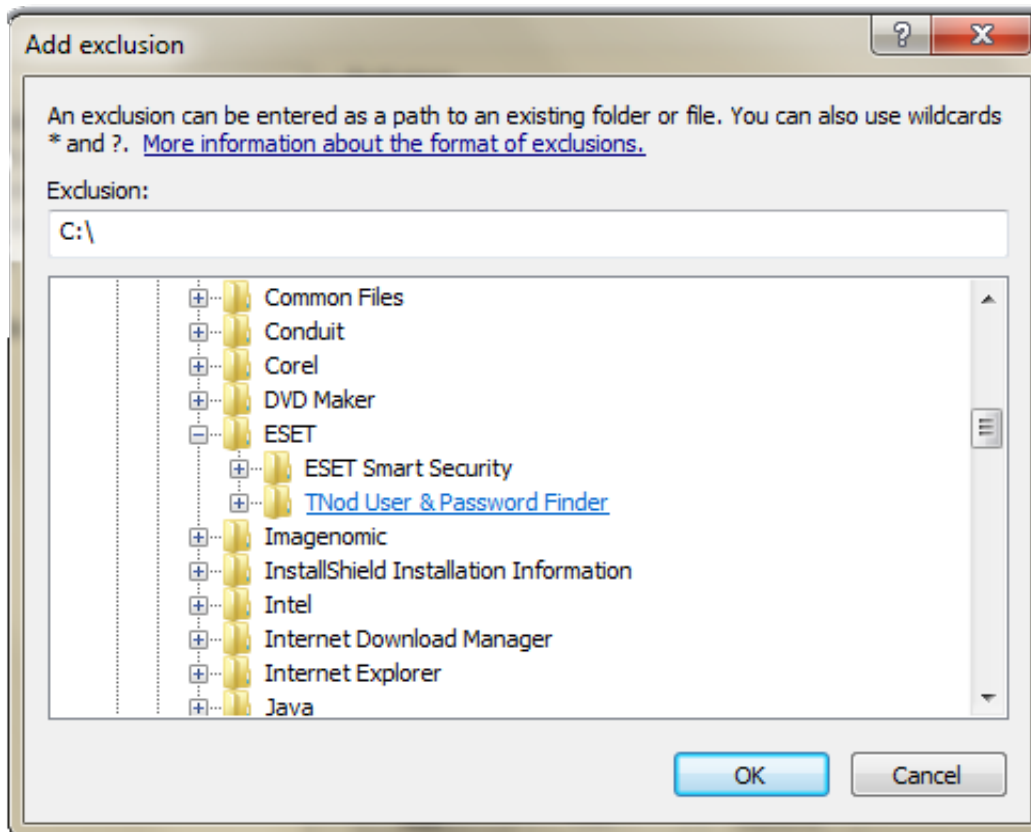 Add exclusion
An exclusion can be entered as a path to an existing folder or file. You can also use wildcards
* and ?. More information about the format of exclusions.
Exclusion:
C:\
Common Files
Conduit
Corel
DVD Maker
ESET
ESET Smart Security
TNod User & Password Finder
Imagenomic
InstallShield Installation Information
Intel
Internet Download Manager
Internet Explorer
Java
OK Cancel